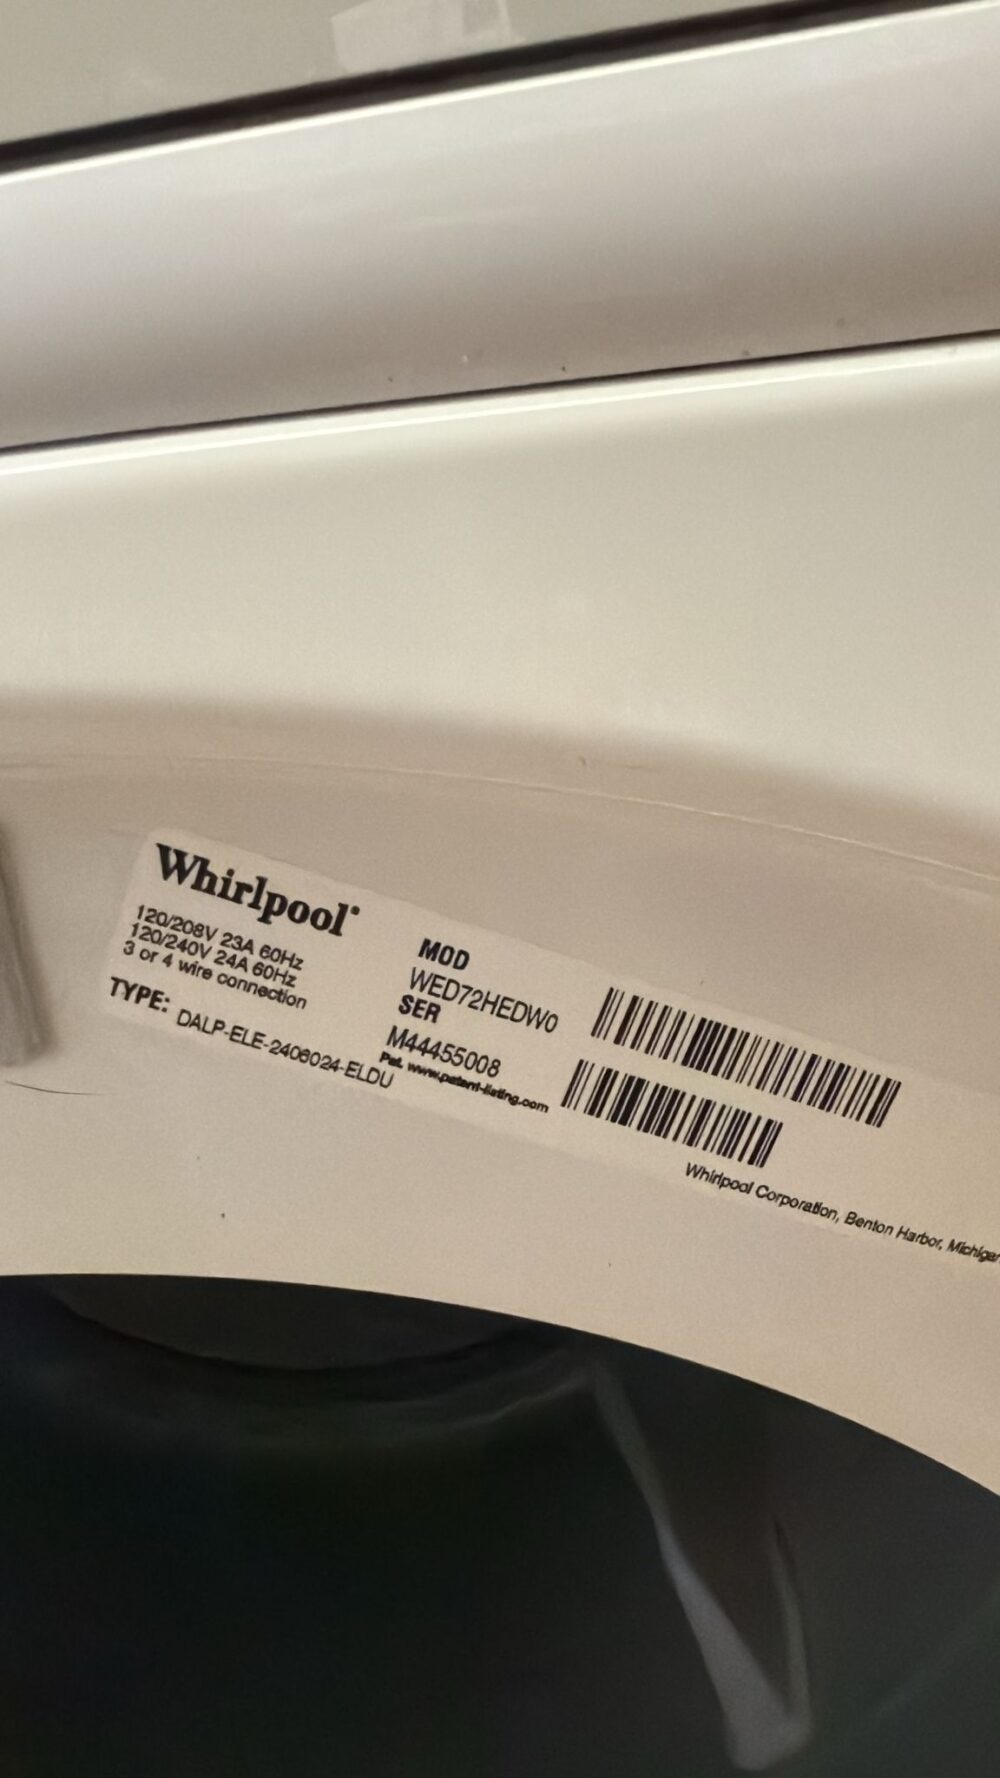 Whirlpool
120/208V 23A 60Hz
120/240V 24A 60Hz
3 or 4 wire connection
TYPE: DALP-ELE-2406024-ELDU
MOD
WED72HEDW0
SER
M44455008
Pat. www.patent-listing.com
Whirlpool Corporation, Benton Harbor, Michigan